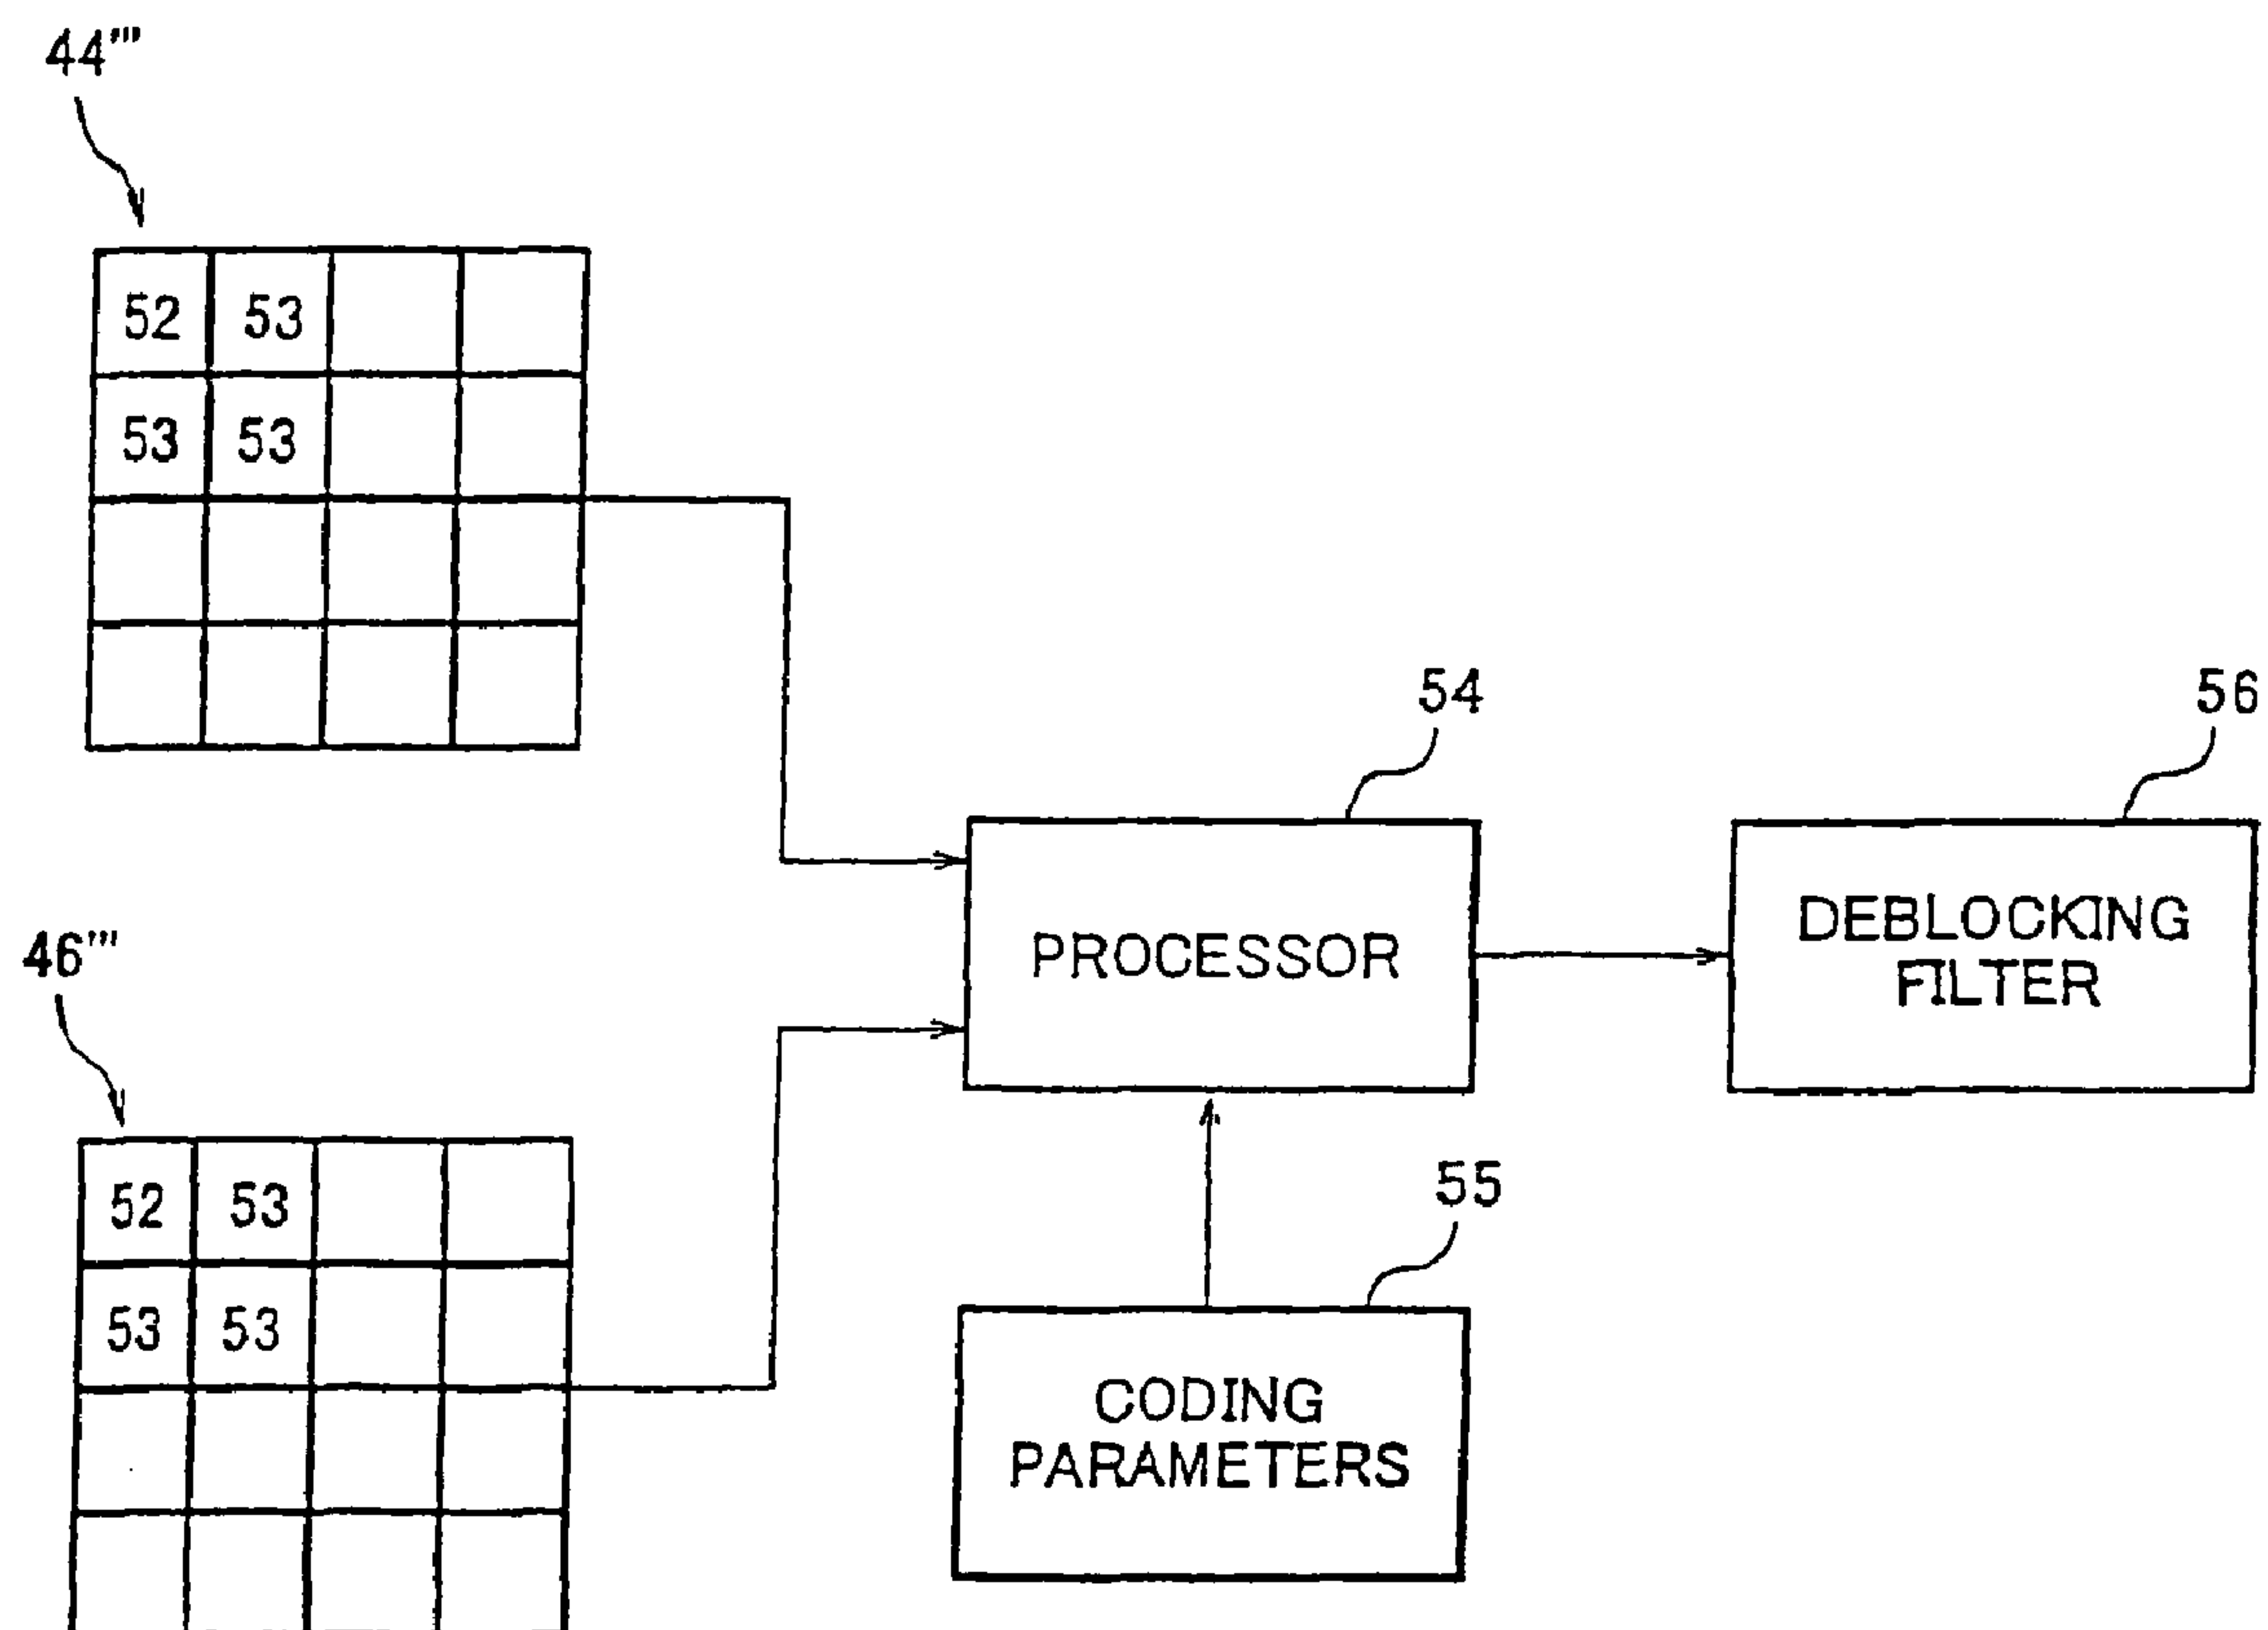 44'''
52 53
53 53
54
56
PROCESSOR
DEBLOCKING
FILTER
46'''
52 53
53 53
55
CODING
PARAMETERS